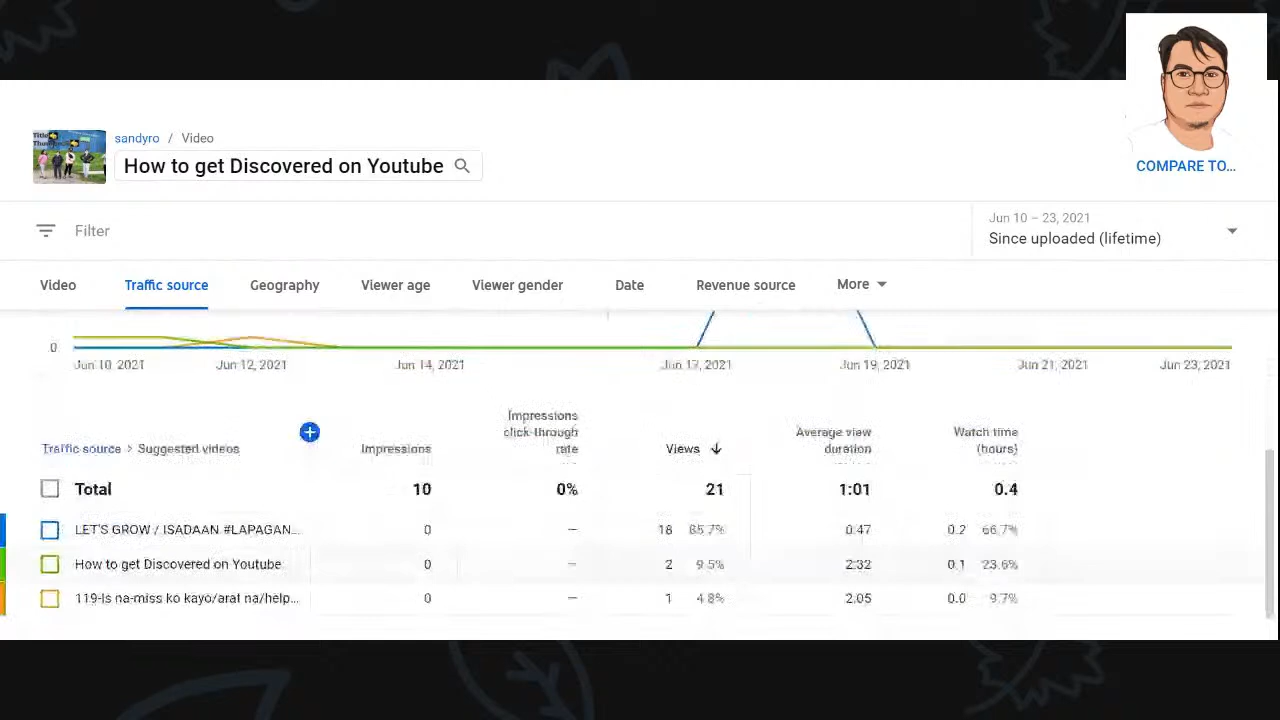 sandyro / Video
How to get Discovered on Youtube
COMPARE TO...
Filter
Jun 10 – 23, 2021
Since uploaded (lifetime)
Video Traffic source Geography Viewer age Viewer gender Date Revenue source More
0
Jun 10, 2021 Jun 12, 2021 Jun 14, 2021 Jun 17, 2021 Jun 19, 2021 Jun 21, 2021 Jun 23, 2021
Traffic source > Suggested videos
Impressions
Impressions
click-through
rate
Views
Average view
duration
Watch time
(hours)
Total 10 0% 21 1:01 0.4
LET'S GROW / ISADAAN #LAPAGAN... 0 — 18 85.7% 0:47 0.2 66.7%
How to get Discovered on Youtube 0 — 2 9.5% 2:32 0.1 23.6%
119-Is na-miss ko kayo/arat na/help... 0 — 1 4.8% 2:05 0.0 9.7%